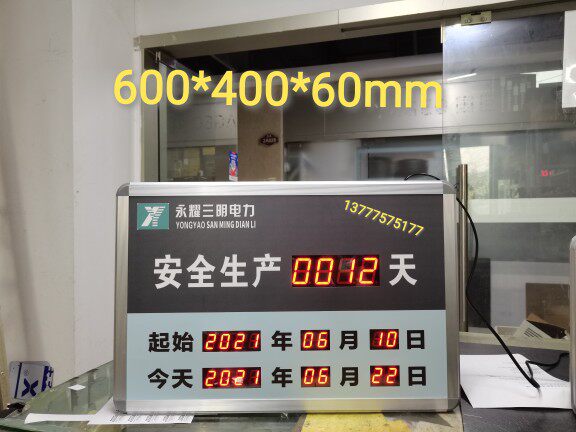 600*400*60mm
永耀三明电力
YONGYAO SAN MING DIAN LI
13777575177
安全生产 0012 天
起始 2021 年 06 月 10 日
今天 2021 年 06 月 22 日